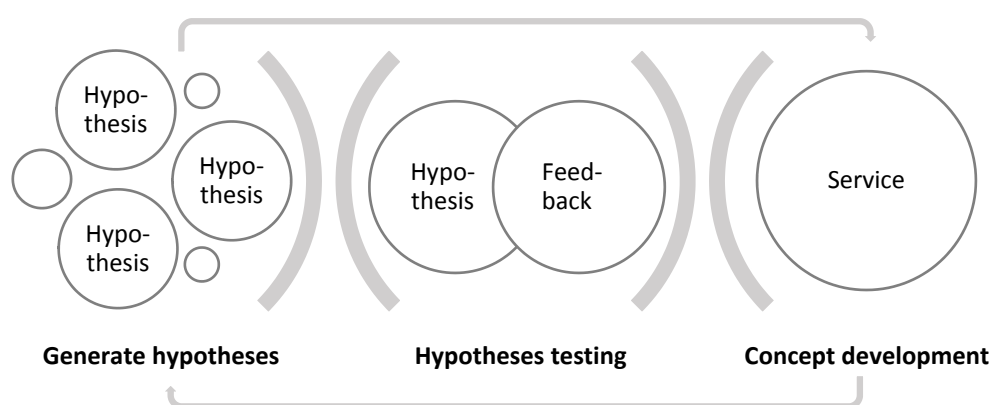 Hypo-
thesis
Hypo-
thesis
Hypo-
thesis
Hypo-
thesis
Feed-
back
Service
Generate hypotheses
Hypotheses testing
Concept development